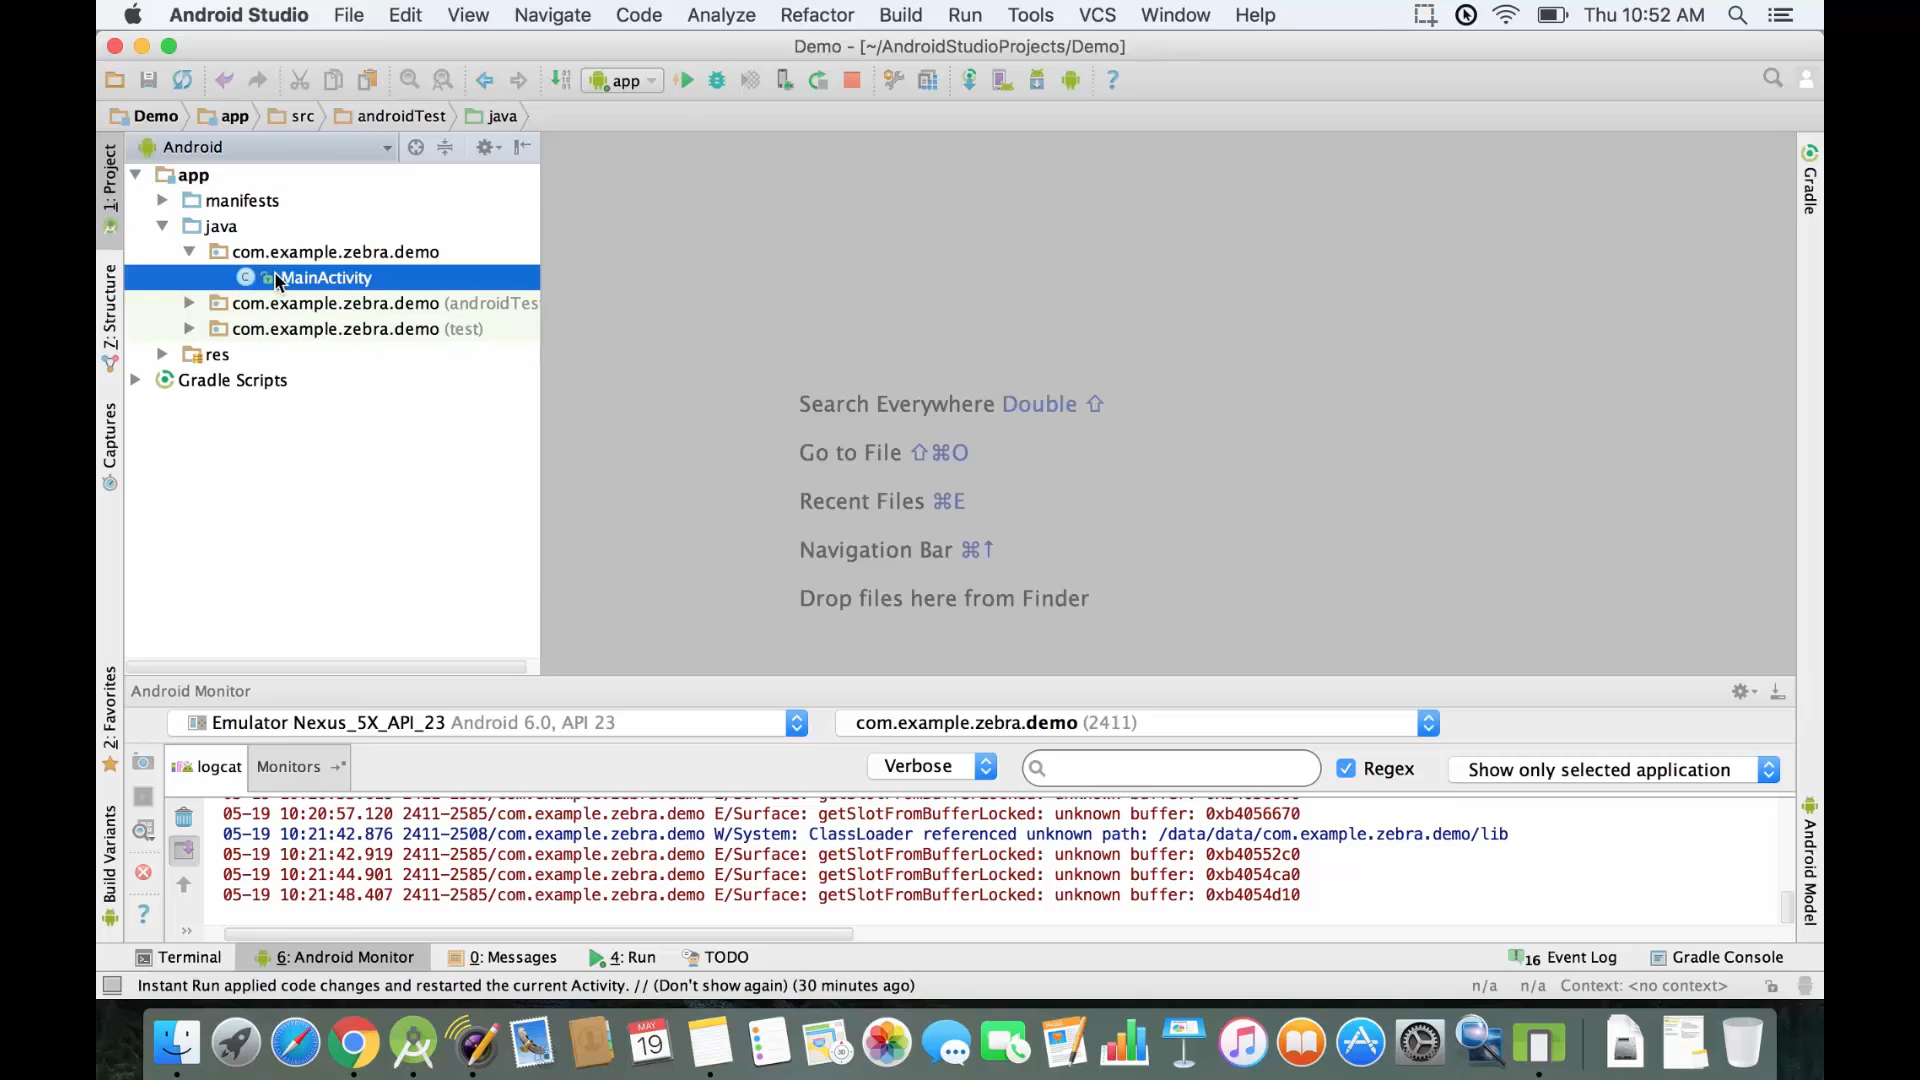 Android Studio File Edit View Navigate Code Analyze Refactor Build Run Tools VCS Window Help Thu 10:52 AM
Demo - [~/AndroidStudioProjects/Demo]
app
Demo app src androidTest java
Android
1: Project
Z: Structure
Captures
2: Favorites
Build Variants
app
manifests
java
com.example.zebra.demo
MainActivity
com.example.zebra.demo (androidTes
com.example.zebra.demo (test)
res
Gradle Scripts
Search Everywhere Double ⇧
Go to File ⇧⌘O
Recent Files ⌘E
Navigation Bar ⌘↑
Drop files here from Finder
Gradle
Android Model
Android Monitor
Emulator Nexus_5X_API_23 Android 6.0, API 23 com.example.zebra.demo (2411)
logcat Monitors Verbose Regex Show only selected application
05-19 10:20:57.120 2411-2585/com.example.zebra.demo E/Surface: getSlotFromBufferLocked: unknown buffer: 0xb4056670
05-19 10:21:42.876 2411-2508/com.example.zebra.demo W/System: ClassLoader referenced unknown path: /data/data/com.example.zebra.demo/lib
05-19 10:21:42.919 2411-2585/com.example.zebra.demo E/Surface: getSlotFromBufferLocked: unknown buffer: 0xb40552c0
05-19 10:21:44.901 2411-2585/com.example.zebra.demo E/Surface: getSlotFromBufferLocked: unknown buffer: 0xb4054ca0
05-19 10:21:48.407 2411-2585/com.example.zebra.demo E/Surface: getSlotFromBufferLocked: unknown buffer: 0xb4054d10
Terminal 6: Android Monitor 0: Messages 4: Run TODO 16 Event Log Gradle Console
Instant Run applied code changes and restarted the current Activity. // (Don't show again) (30 minutes ago) n/a n/a Context: <no context>
MAY
19